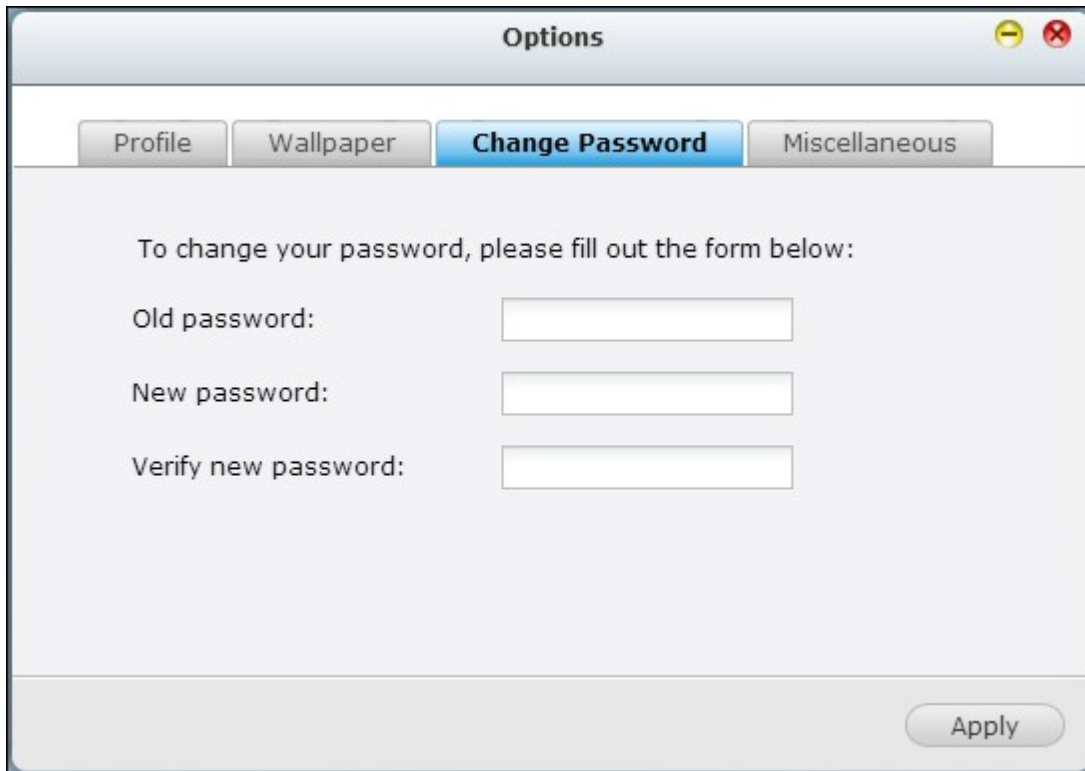 Options
Profile Wallpaper Change Password Miscellaneous
To change your password, please fill out the form below:
Old password:
New password:
Verify new password:
Apply